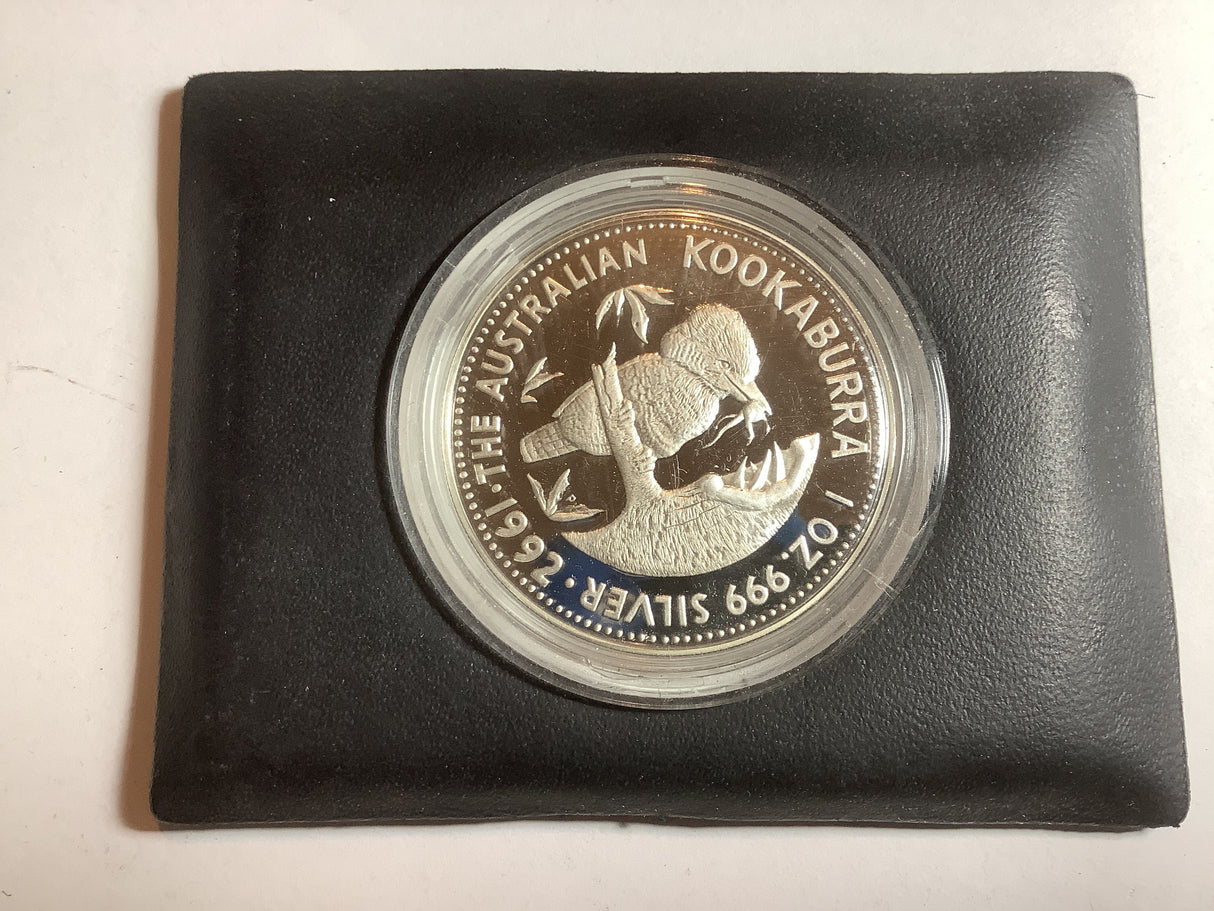 THE AUSTRALIAN KOOKABURRA 1 OZ. 999 SILVER · 1992 ·